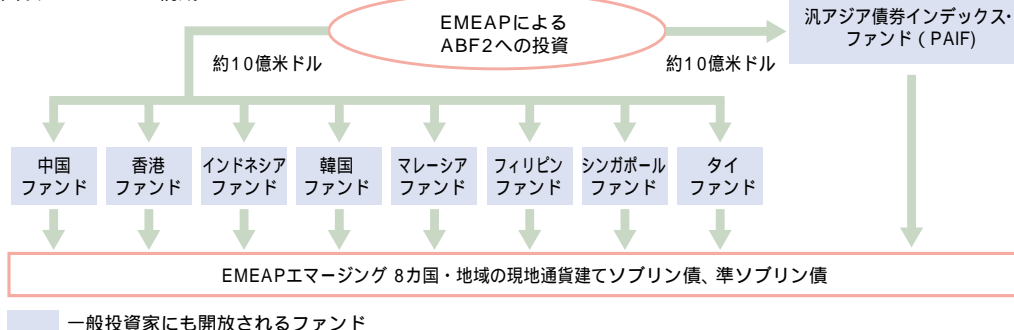 EMEAPによる
ABF2への投資
汎アジア債券インデックス・
ファンド(PAIF)
約10億米ドル
約10億米ドル
中国
ファンド
香港
ファンド
インドネシア
ファンド
韓国
ファンド
マレーシア
ファンド
フィリピン
ファンド
シンガポール
ファンド
タイ
ファンド
EMEAPエマージング 8カ国・地域の現地通貨建てソブリン債、準ソブリン債
一般投資家にも開放されるファンド